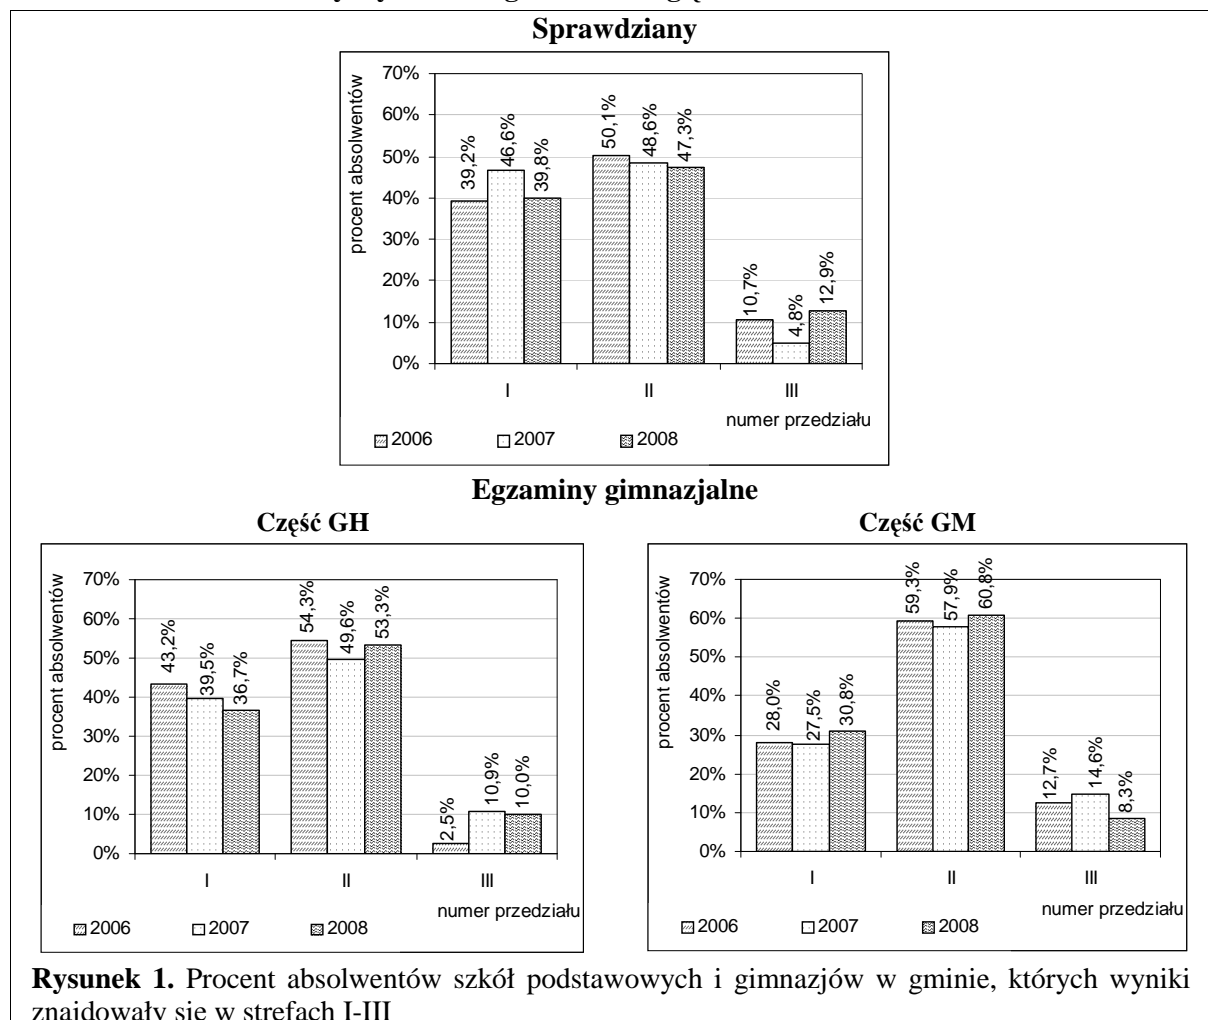 Sprawdziany
procent absolwentów
70%
60%
50%
40%
30%
20%
10%
0%
39,2%
46,6%
39,8%
50,1%
48,6%
47,3%
10,7%
4,8%
12,9%
I II III
numer przedziału
2006 2007 2008
Egzaminy gimnazjalne
Część GH
procent absolwentów
70%
60%
50%
40%
30%
20%
10%
0%
43,2%
39,5%
36,7%
54,3%
49,6%
53,3%
2,5%
10,9%
10,0%
I II III
numer przedziału
2006 2007 2008
Część GM
procent absolwentów
70%
60%
50%
40%
30%
20%
10%
0%
28,0%
27,5%
30,8%
59,3%
57,9%
60,8%
12,7%
14,6%
8,3%
I II III
numer przedziału
2006 2007 2008
Rysunek 1. Procent absolwentów szkół podstawowych i gimnazjów w gminie, których wyniki
znajdowały się w strefach I-III